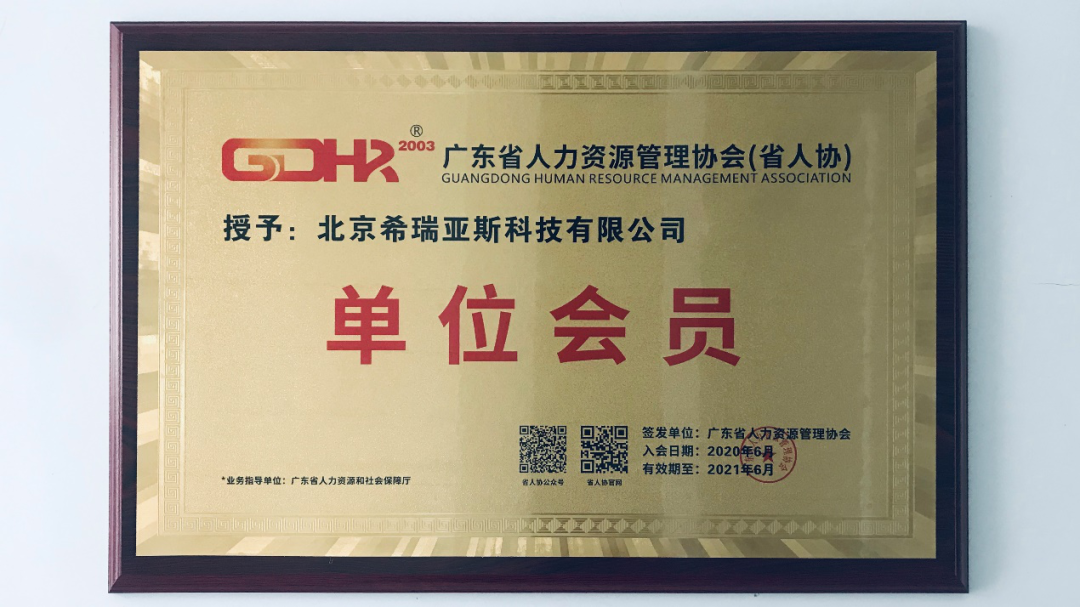 GDHR®2003
广东省人力资源管理协会(省人协)
GUANGDONG HUMAN RESOURCE MANAGEMENT ASSOCIATION
授予：北京希瑞亚斯科技有限公司
单位会员
签发单位：广东省人力资源管理协会
入会日期：2020年6月
有效期至：2021年6月
省人协公众号 省人协官网
*业务指导单位：广东省人力资源和社会保障厅